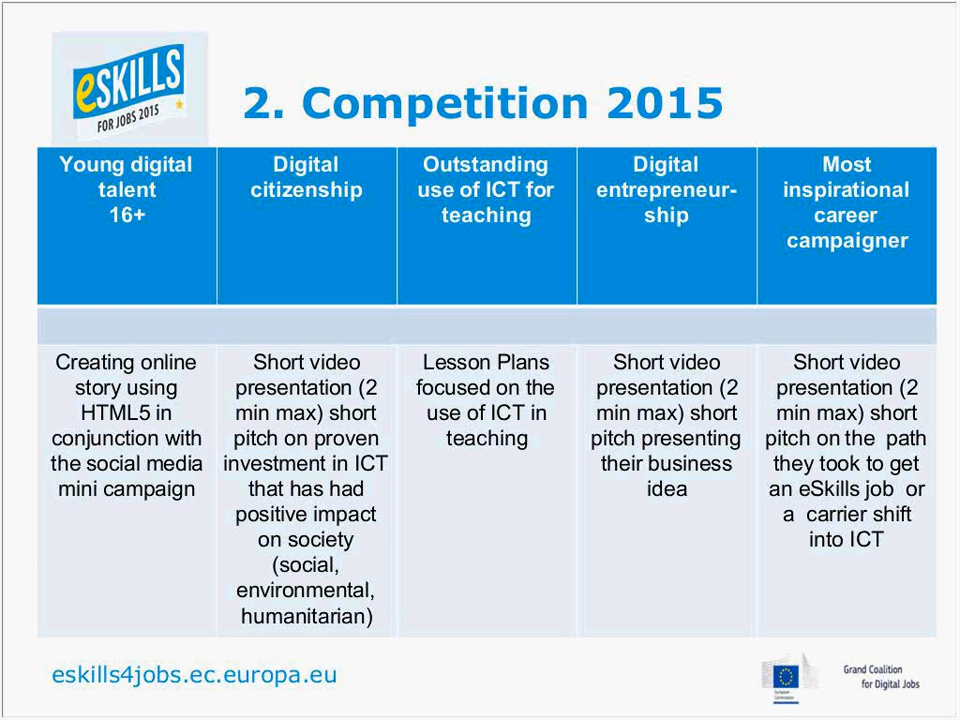 eSKILLS
FOR JOBS 2015
2. Competition 2015
Young digital
talent
16+
Digital
citizenship
Outstanding
use of ICT for
teaching
Digital
entrepreneur-
ship
Most
inspirational
career
campaigner
Creating online
story using
HTML5 in
conjunction with
the social media
mini campaign
Short video
presentation (2
min max) short
pitch on proven
investment in ICT
that has had
positive impact
on society
(social,
environmental,
humanitarian)
Lesson Plans
focused on the
use of ICT in
teaching
Short video
presentation (2
min max) short
pitch presenting
their business
idea
Short video
presentation (2
min max) short
pitch on the path
they took to get
an eSkills job or
a carrier shift
into ICT
eskills4jobs.ec.europa.eu
European
Commission
Grand Coalition
for Digital Jobs